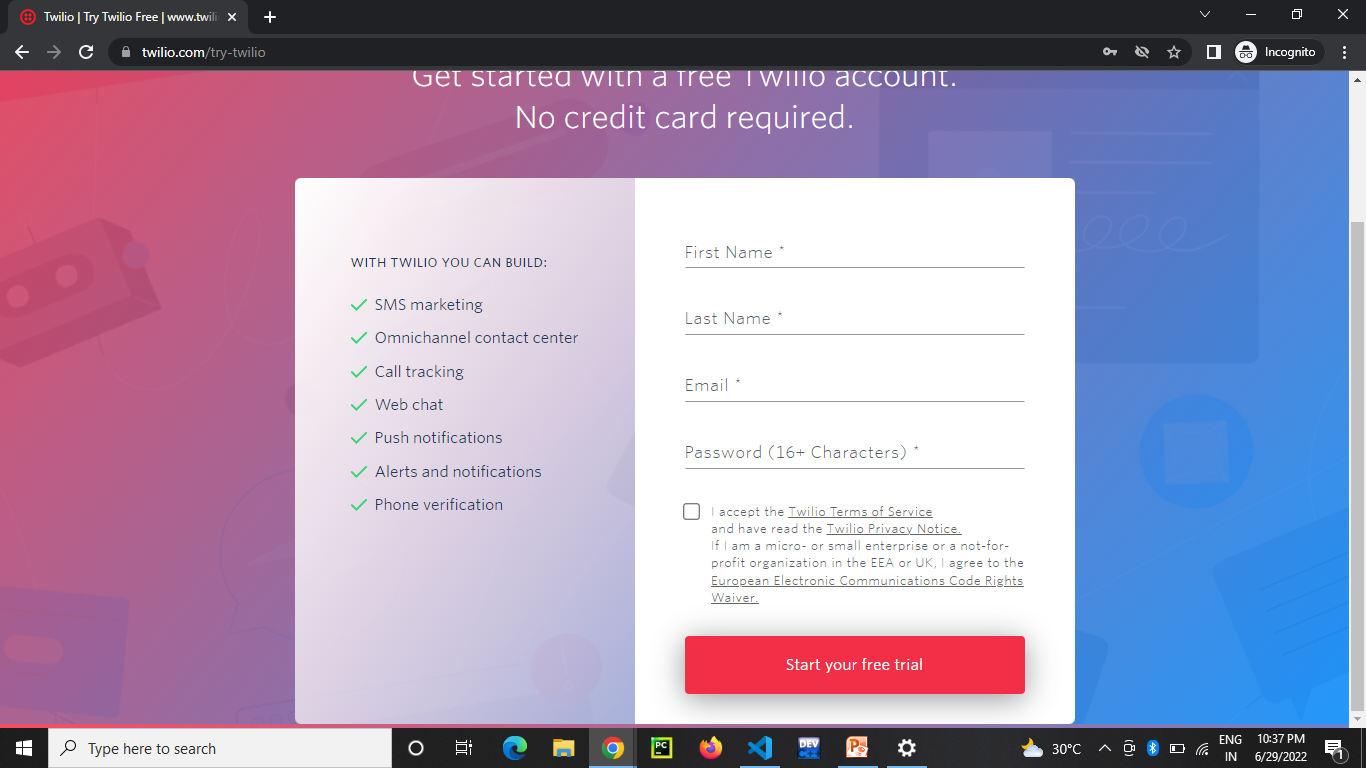 Twilio | Try Twilio Free | www.twili
twilio.com/try-twilio
Incognito
Get started with a free Twilio account.
No credit card required.
WITH TWILIO YOU CAN BUILD:
SMS marketing
Omnichannel contact center
Call tracking
Web chat
Push notifications
Alerts and notifications
Phone verification
First Name *
Last Name *
Email *
Password (16+ Characters) *
I accept the Twilio Terms of Service
and have read the Twilio Privacy Notice.
If I am a micro- or small enterprise or a not-for-
profit organization in the EEA or UK, I agree to the
European Electronic Communications Code Rights
Waiver.
Start your free trial
Type here to search
PC
DEV
30°C
ENG
IN
10:37 PM
6/29/2022
1